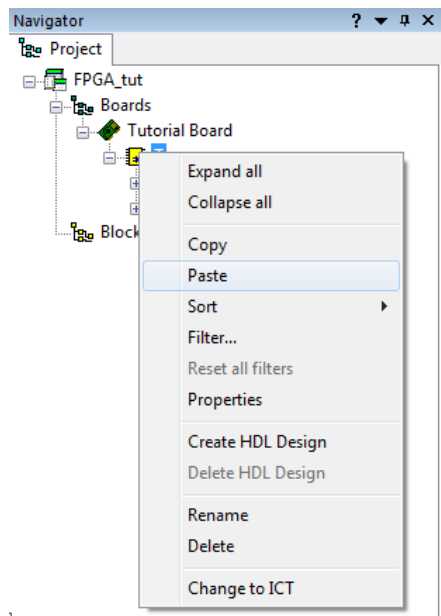 Navigator
Project
FPGA_tut
Boards
Tutorial Board
Block
Expand all
Collapse all
Copy
Paste
Sort
Filter...
Reset all filters
Properties
Create HDL Design
Delete HDL Design
Rename
Delete
Change to ICT